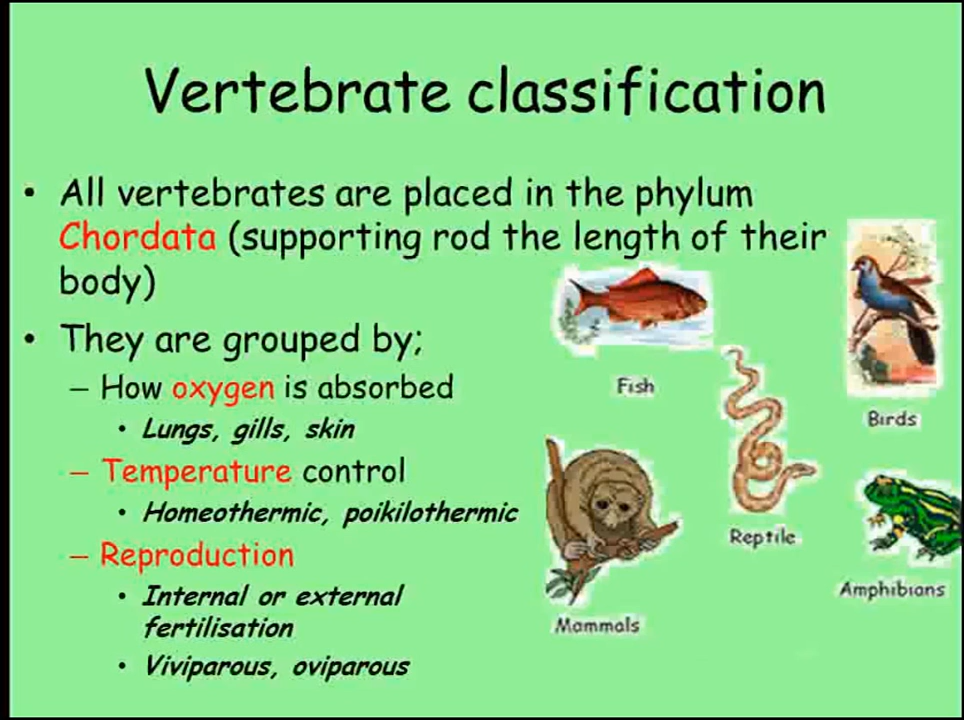 Vertebrate classification
• All vertebrates are placed in the phylum
Chordata (supporting rod the length of their
body)
• They are grouped by;
– How oxygen is absorbed
• Lungs, gills, skin
– Temperature control
• Homeothermic, poikilothermic
– Reproduction
• Internal or external
fertilisation
• Viviparous, oviparous
Fish
Birds
Reptile
Amphibians
Mammals